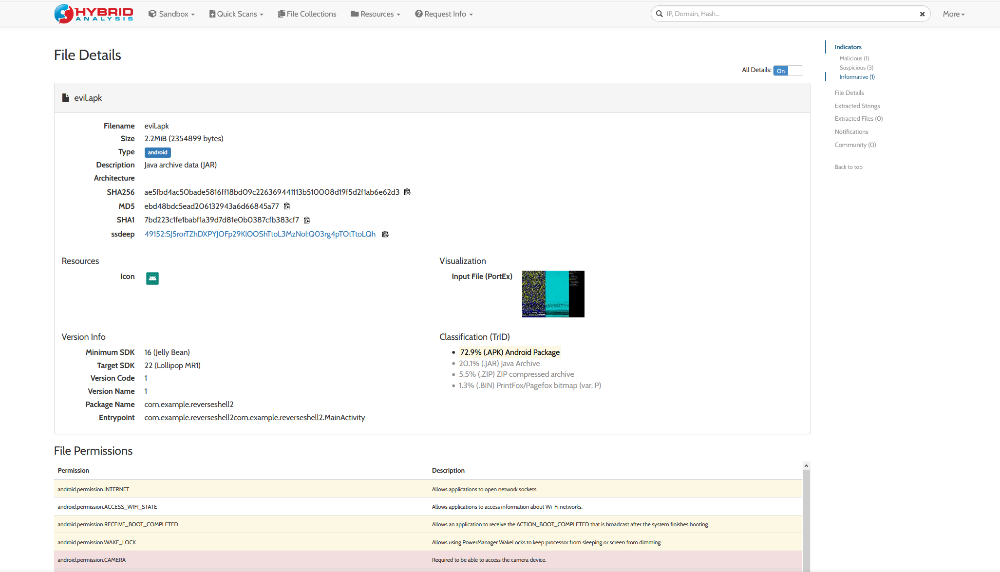 HYBRID ANALYSIS Sandbox Quick Scans File Collections Resources Request Info IP, Domain, Hash... More
File Details
All Details: On
evil.apk
Filename evil.apk
Size 2.2MiB (2354899 bytes)
Type android
Description Java archive data (JAR)
Architecture
SHA256 ae5fbd4ac50bade5816ff18bd09c226369441113b510008d19f5d2f1ab6e62d3
MD5 ebd48bdc5ead206132943a6d66845a77
SHA1 7bd223c1fe1babf1a39d7d81e0b0387cfb383cf7
ssdeep 49152:SJ5rorTZhDXPYJOFp29KlOOShTtoL3MzNoI:Q03rg4pTOtTtoLQh
Resources
Icon
Visualization
Input File (PortEx)
Version Info
Minimum SDK 16 (Jelly Bean)
Target SDK 22 (Lollipop MR1)
Version Code 1
Version Name 1
Package Name com.example.reverseshell2
Entrypoint com.example.reverseshell2com.example.reverseshell2.MainActivity
Classification (TrID)
72.9% (.APK) Android Package
20.1% (.JAR) Java Archive
5.5% (.ZIP) ZIP compressed archive
1.3% (.BIN) PrintFox/Pagefox bitmap (var. P)
File Permissions
Permission Description
android.permission.INTERNET Allows applications to open network sockets.
android.permission.ACCESS_WIFI_STATE Allows applications to access information about Wi-Fi networks.
android.permission.RECEIVE_BOOT_COMPLETED Allows an application to receive the ACTION_BOOT_COMPLETED that is broadcast after the system finishes booting.
android.permission.WAKE_LOCK Allows using PowerManager WakeLocks to keep processor from sleeping or screen from dimming.
android.permission.CAMERA Required to be able to access the camera device.
Indicators
Malicious (1)
Suspicious (3)
Informative (1)
File Details
Extracted Strings
Extracted Files (0)
Notifications
Community (0)
Back to top